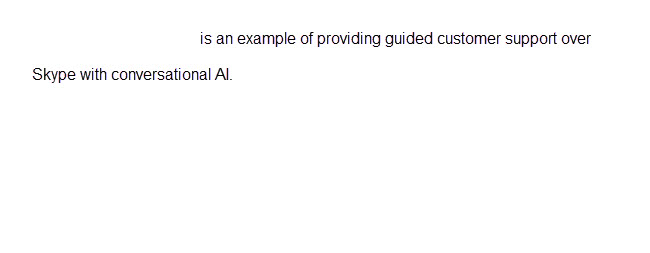 is an example of providing guided customer support over
Skype with conversational AI.